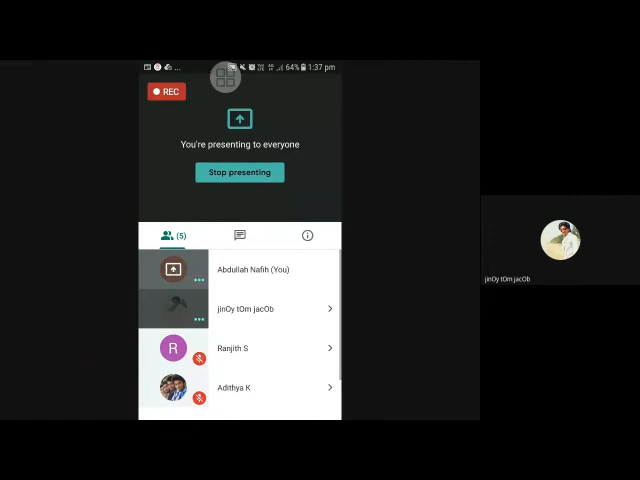 64% 1:37 pm
REC
You're presenting to everyone
Stop presenting
(5)
Abdullah Nafih (You)
jinOy tOm jacOb
R
Ranjith S
Adithya K
jinOy tOm jacOb